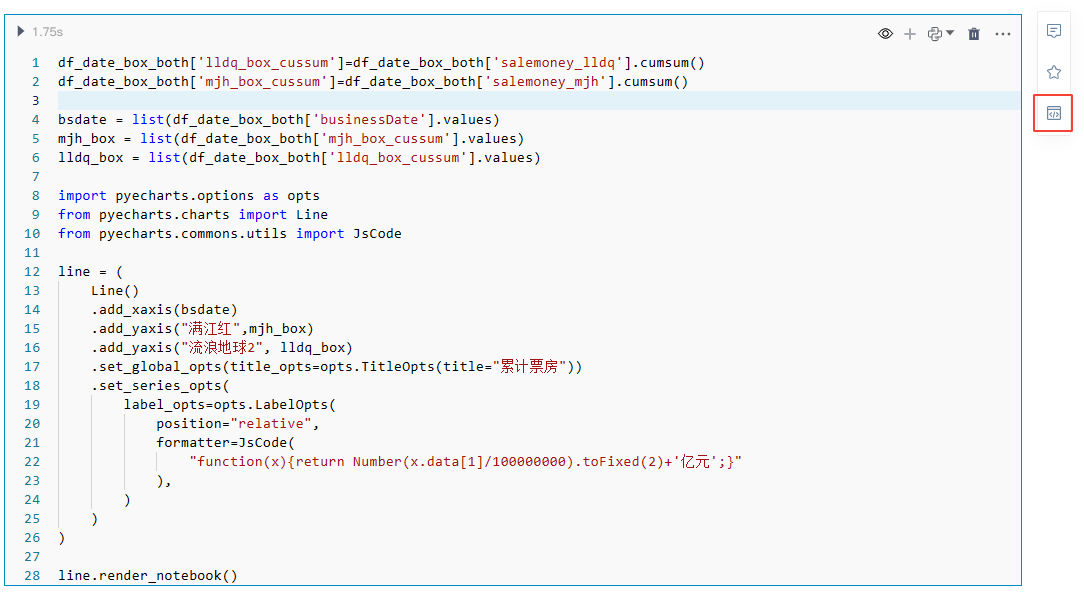 1.75s
1 df_date_box_both['lldq_box_cussum']=df_date_box_both['salemoney_lldq'].cumsum()
2 df_date_box_both['mjh_box_cussum']=df_date_box_both['salemoney_mjh'].cumsum()
3
4 bsdate = list(df_date_box_both['businessDate'].values)
5 mjh_box = list(df_date_box_both['mjh_box_cussum'].values)
6 lldq_box = list(df_date_box_both['lldq_box_cussum'].values)
7
8 import pyecharts.options as opts
9 from pyecharts.charts import Line
10 from pyecharts.commons.utils import JsCode
11
12 line = (
13     Line()
14     .add_xaxis(bsdate)
15     .add_yaxis("满江红",mjh_box)
16     .add_yaxis("流浪地球2", lldq_box)
17     .set_global_opts(title_opts=opts.TitleOpts(title="累计票房"))
18     .set_series_opts(
19         label_opts=opts.LabelOpts(
20             position="relative",
21             formatter=JsCode(
22                 "function(x){return Number(x.data[1]/100000000).toFixed(2)+'亿元';}"
23             ),
24         )
25     )
26 )
27
28 line.render_notebook()